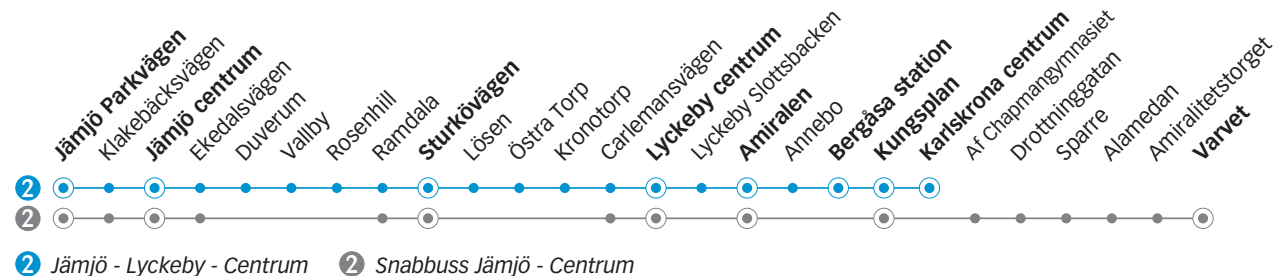 Jämjö Parkvägen
Klakebäcksvägen
Jämjö centrum
Ekedalsvägen
Duverum
Vallby
Rosenhill
Ramdala
Sturkövägen
Lösen
Östra Torp
Kronotorp
Carlemansvägen
Lyckeby centrum
Lyckeby Slottsbacken
Amiralen
Annebo
Bergåsa station
Kungsplan
Karlskrona centrum
Af Chapmangymnasiet
Drottninggatan
Sparre
Alamedan
Amiralitetstorget
Varvet
2
2
2 Jämjö - Lyckeby - Centrum 2 Snabbuss Jämjö - Centrum